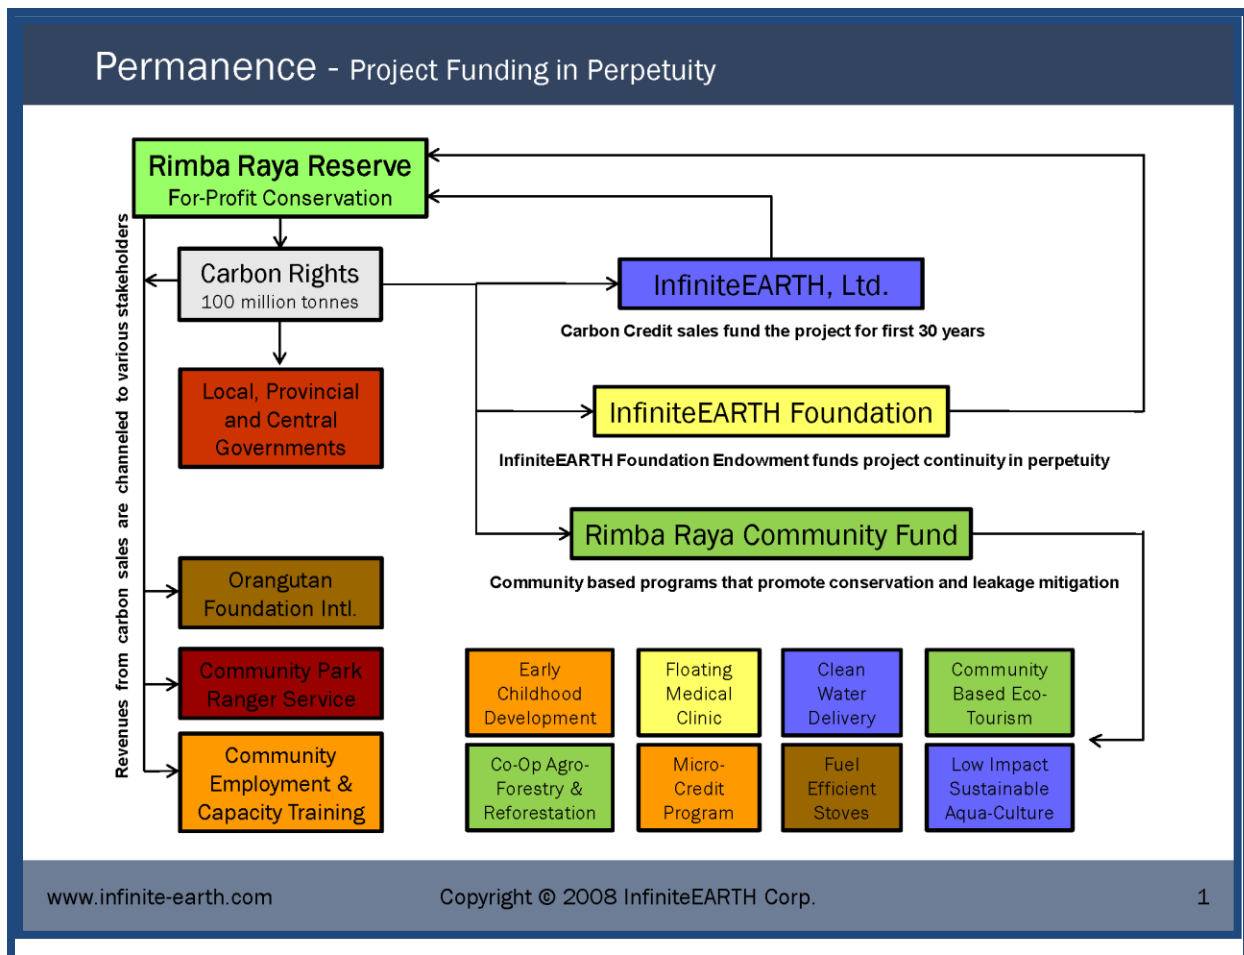 Permanence - Project Funding in Perpetuity
Rimba Raya Reserve
For-Profit Conservation
Revenues from carbon sales are channeled to various stakeholders
Carbon Rights
100 million tonnes
InfiniteEARTH, Ltd.
Carbon Credit sales fund the project for first 30 years
Local, Provincial
and Central
Governments
InfiniteEARTH Foundation
InfiniteEARTH Foundation Endowment funds project continuity in perpetuity
Rimba Raya Community Fund
Community based programs that promote conservation and leakage mitigation
Orangutan
Foundation Intl.
Community Park
Ranger Service
Community
Employment &
Capacity Training
Early
Childhood
Development
Floating
Medical
Clinic
Clean
Water
Delivery
Community
Based Eco-
Tourism
Co-Op Agro-
Forestry &
Reforestation
Micro-
Credit
Program
Fuel
Efficient
Stoves
Low Impact
Sustainable
Aqua-Culture
www.infinite-earth.com
Copyright © 2008 InfiniteEARTH Corp.
1